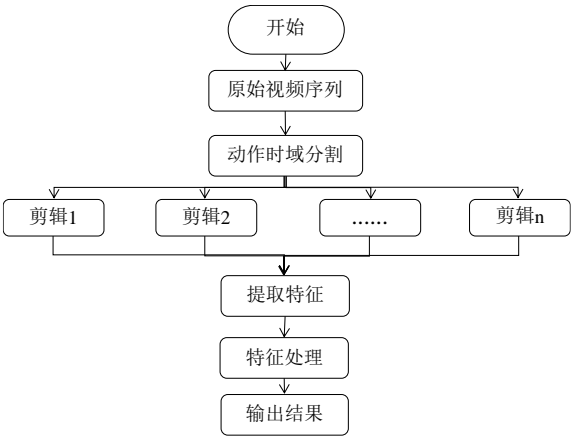 开始
原始视频序列
动作时域分割
剪辑1
剪辑2
......
剪辑n
提取特征
特征处理
输出结果